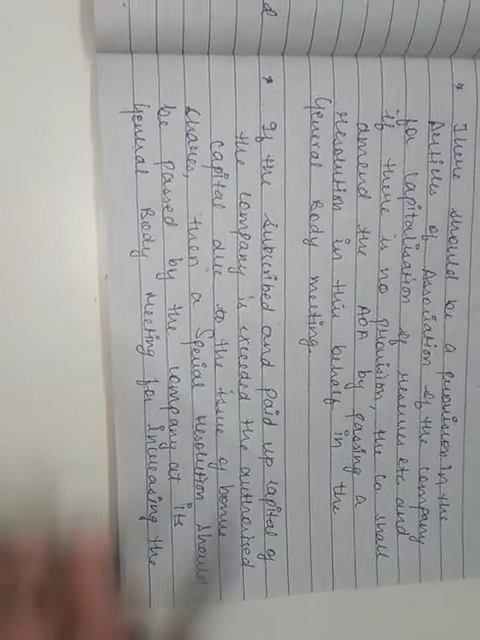 * There should be a provision in the
Articles of Association of the company
for capitalisation of reserves etc and
if there is no provision, the co shall
amend the AOA by passing a
resolution in this behalf in the
General Body meeting.
* If the subscribed and paid up capital of
the company is exceeded the authorised
capital due to the issue of bonus
shares, then a special resolution should
be passed by the company at its
General Body Meeting for increasing the